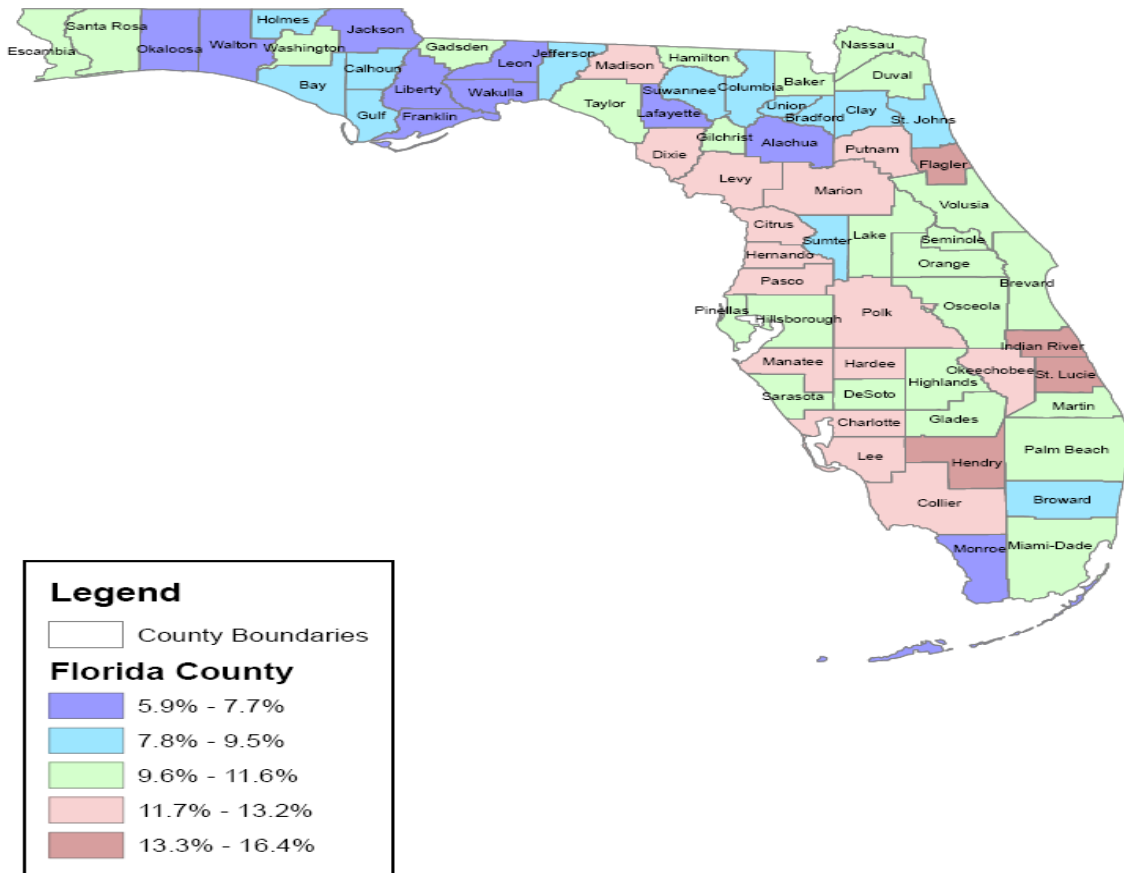 Holmes
Santa Rosa
Jackson
Escambia
Okaloosa
Walton
Washington
Gadsden
Leon
Jefferson
Madison
Hamilton
Nassau
Calhoun
Bay
Liberty
Wakulla
Gulf
Franklin
Taylor
Suwannee
Columbia
Baker
Duval
Lafayette
Union
Bradford
Clay
St. Johns
Gilchrist
Alachua
Putnam
Dixie
Flagler
Levy
Marion
Volusia
Citrus
Sumter
Lake
Seminole
Hernando
Orange
Pasco
Brevard
Pinellas
Hillsborough
Polk
Osceola
Indian River
Manatee
Hardee
Okeechobee
St. Lucie
Highlands
Sarasota
DeSoto
Martin
Charlotte
Glades
Lee
Hendry
Palm Beach
Collier
Broward
Monroe
Miami-Dade
Legend
County Boundaries
Florida County
5.9% - 7.7%
7.8% - 9.5%
9.6% - 11.6%
11.7% - 13.2%
13.3% - 16.4%